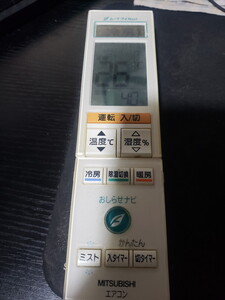 運転 入/切
温度℃ 湿度%
冷房 除湿切換 暖房
おしらせナビ
かんたん
ミスト 入タイマー 切タイマー
MITSUBISHI
エアコン